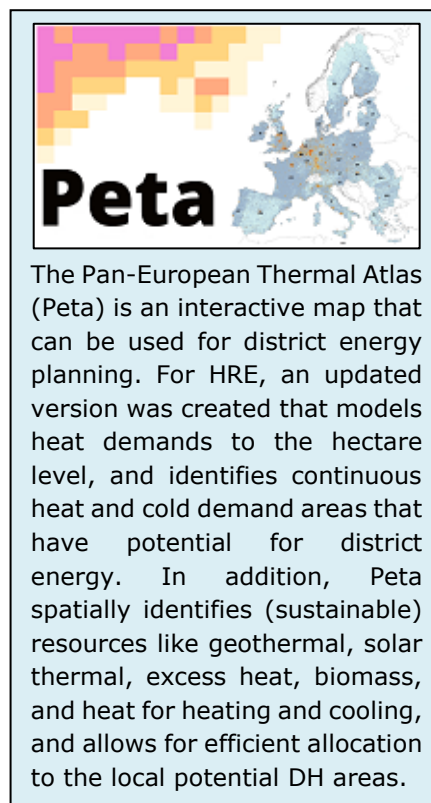 Peta
The Pan-European Thermal Atlas
(Peta) is an interactive map that
can be used for district energy
planning. For HRE, an updated
version was created that models
heat demands to the hectare
level, and identifies continuous
heat and cold demand areas that
have potential for district
energy. In addition, Peta
spatially identifies (sustainable)
resources like geothermal, solar
thermal, excess heat, biomass,
and heat for heating and cooling,
and allows for efficient allocation
to the local potential DH areas.